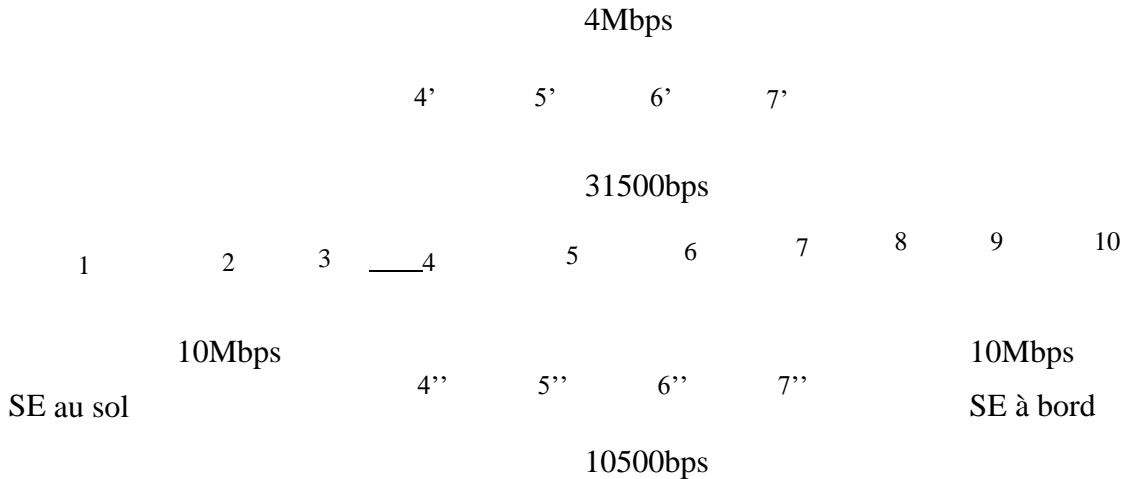 4Mbps
4’ 5’ 6’ 7’
31500bps
1 2 3 4 5 6 7 8 9 10
10Mbps 10Mbps
4’’ 5’’ 6’’ 7’’
SE au sol SE à bord
10500bps